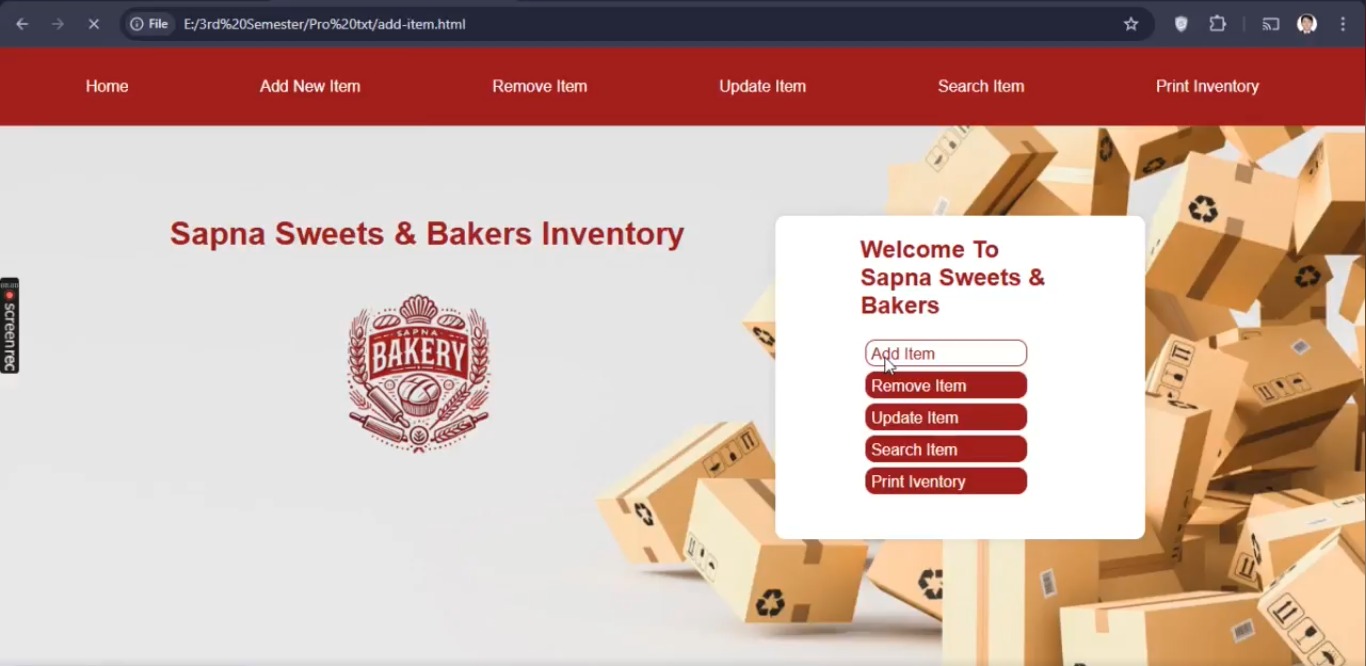 File E:/3rd%20Semester/Pro%20txt/add-item.html
Home Add New Item Remove Item Update Item Search Item Print Inventory
Sapna Sweets & Bakers Inventory
SAPNA
BAKERY
Welcome To
Sapna Sweets &
Bakers
Add Item
Remove Item
Update Item
Search Item
Print Iventory
00:00
screenrec